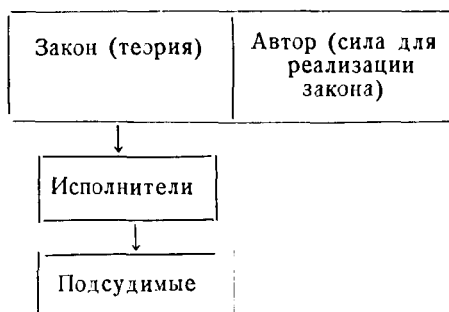 Закон (теория)
Автор (сила для
реализации
закона)
Исполнители
Подсудимые